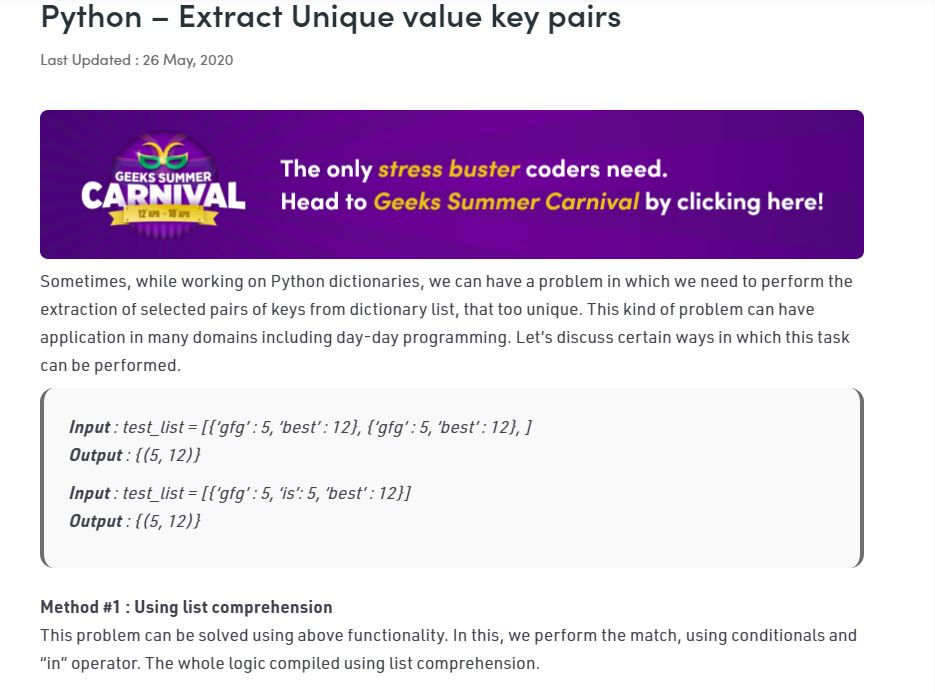 Python – Extract Unique value key pairs
Last Updated : 26 May, 2020
GEEKS SUMMER
CARNIVAL
12 APR - 18 APR
The only stress buster coders need.
Head to Geeks Summer Carnival by clicking here!
Sometimes, while working on Python dictionaries, we can have a problem in which we need to perform the
extraction of selected pairs of keys from dictionary list, that too unique. This kind of problem can have
application in many domains including day-day programming. Let’s discuss certain ways in which this task
can be performed.
Input : test_list = [{‘gfg’ : 5, ‘best’ : 12}, {‘gfg’ : 5, ‘best’ : 12}, ]
Output : {(5, 12)}
Input : test_list = [{‘gfg’ : 5, ‘is’: 5, ‘best’ : 12}]
Output : {(5, 12)}
Method #1 : Using list comprehension
This problem can be solved using above functionality. In this, we perform the match, using conditionals and
“in” operator. The whole logic compiled using list comprehension.